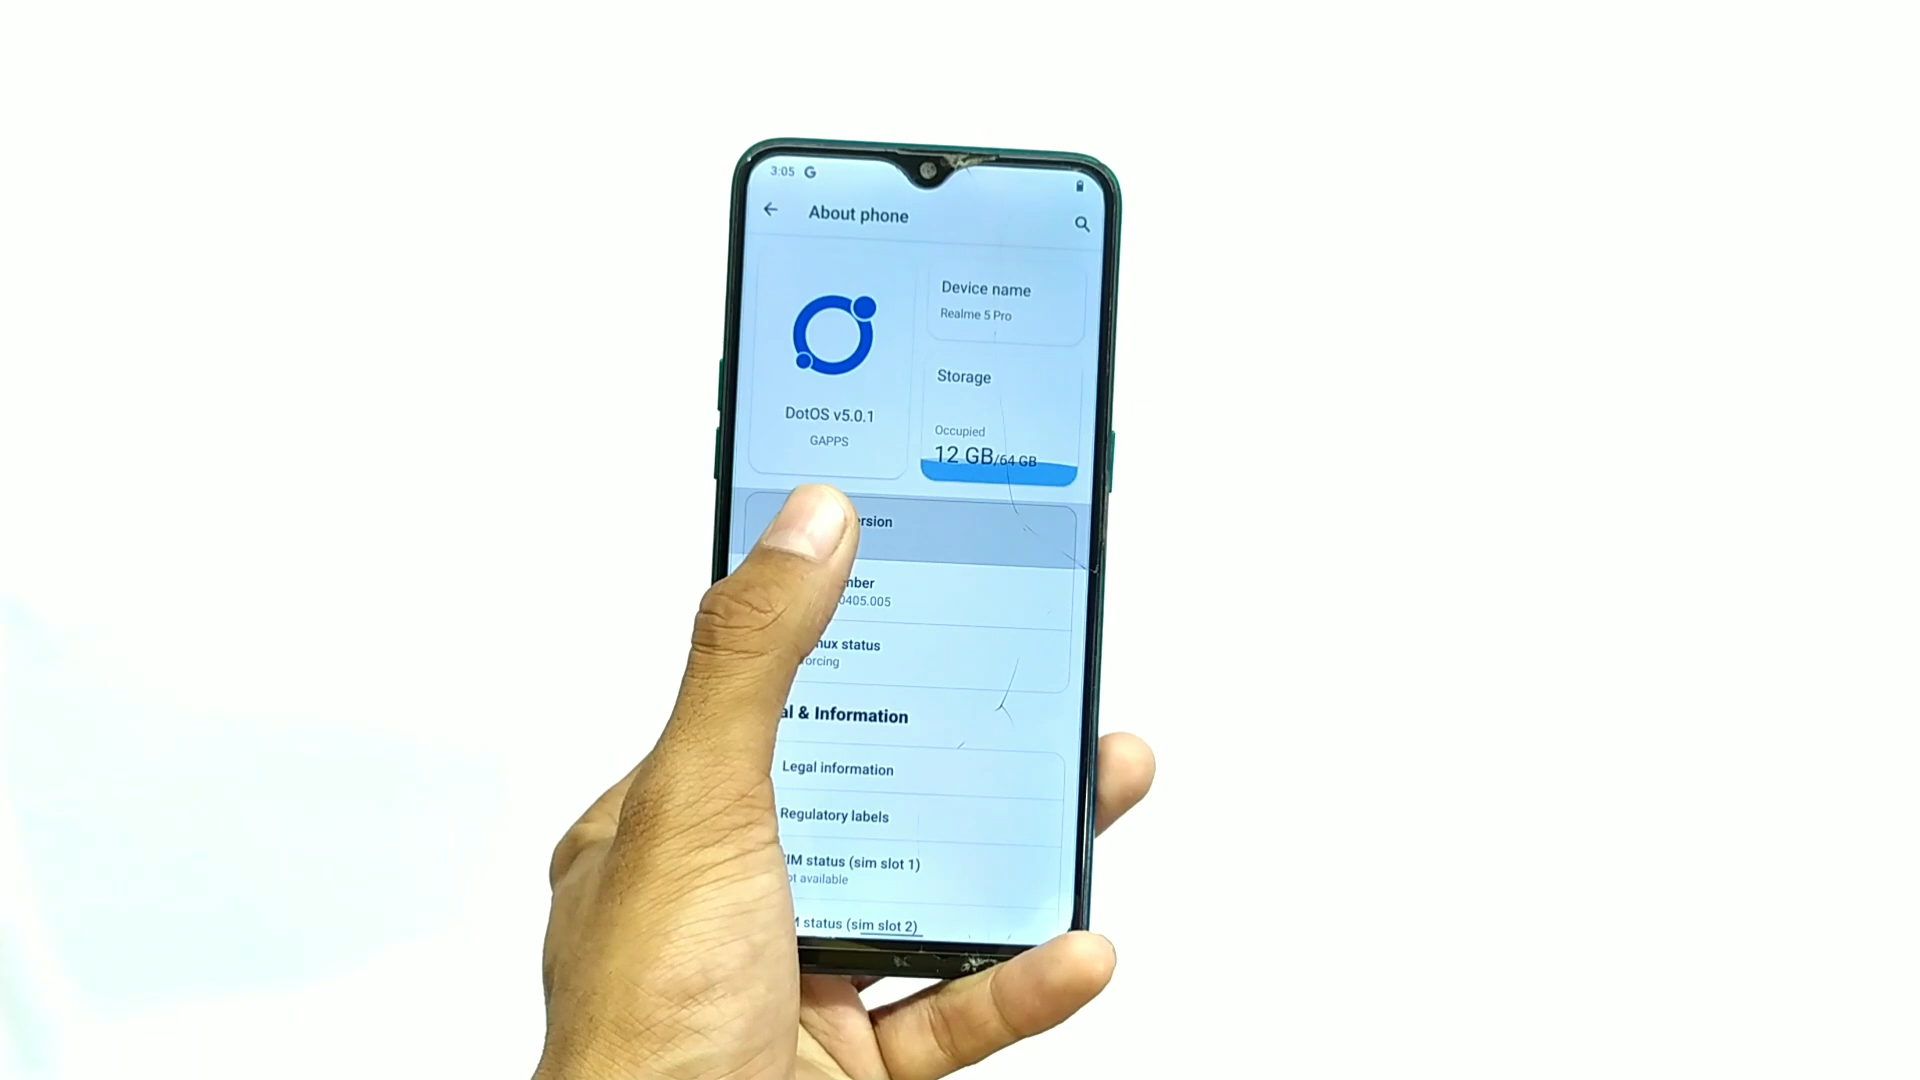 3:05 G
About phone
Device name
Realme 5 Pro
Storage
Occupied
12 GB/64 GB
DotOS v5.0.1
GAPPS
rsion
mber
0405.005
nux status
orcing
al & Information
Legal information
Regulatory labels
IM status (sim slot 1)
ot available
status (sim slot 2)